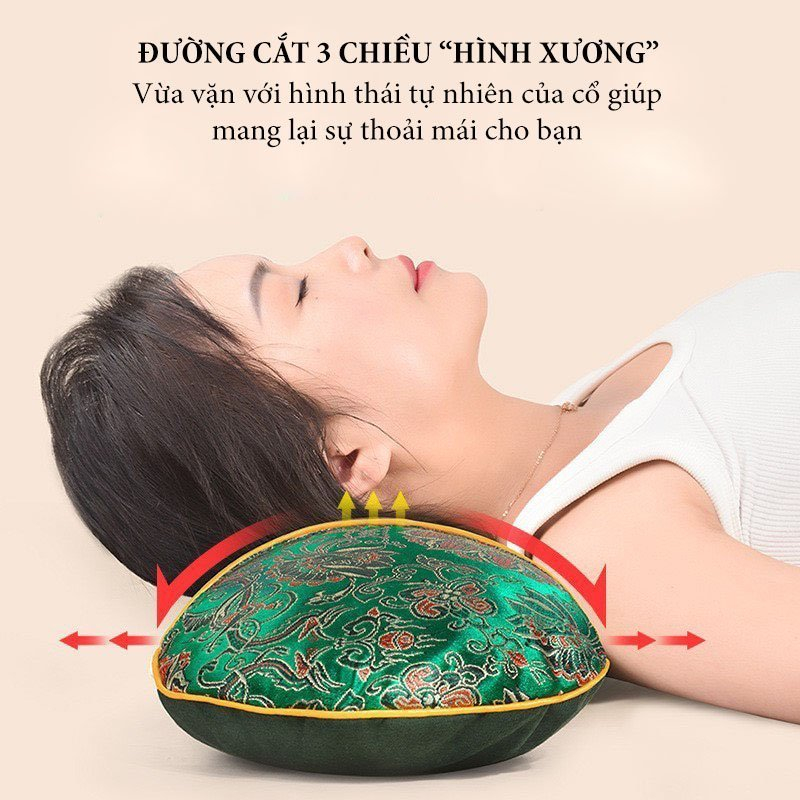 ĐƯỜNG CẮT 3 CHIỀU “HÌNH XƯƠNG”
Vừa vặn với hình thái tự nhiên của cổ giúp
mang lại sự thoải mái cho bạn